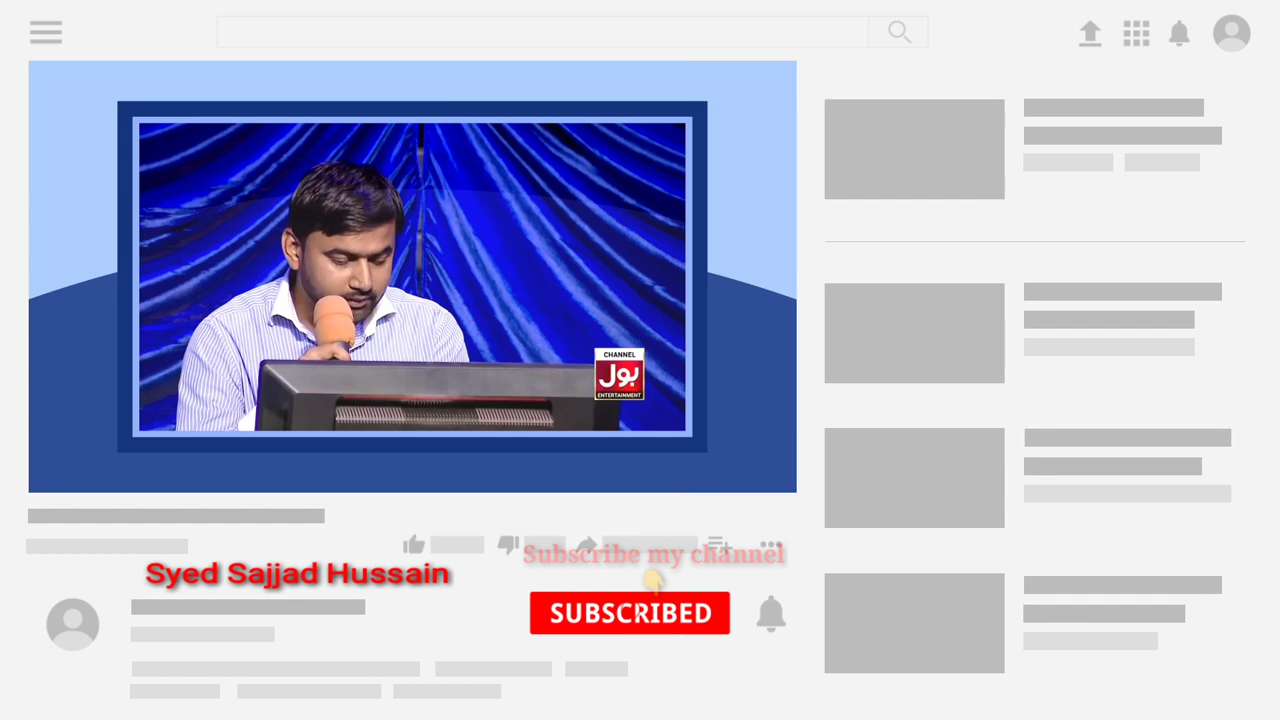 CHANNEL
بول
ENTERTAINMENT
Subscribe my channel
Syed Sajjad Hussain
SUBSCRIBED